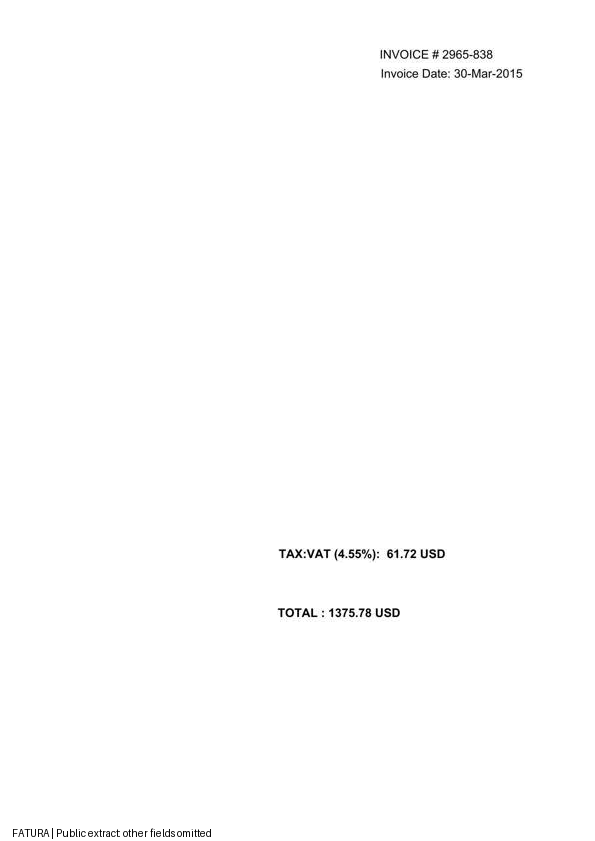 INVOICE # 2965-838
Invoice Date: 30-Mar-2015
TAX:VAT (4.55%): 61.72 USD
TOTAL : 1375.78 USD
FATURA | Public extract: other fields omitted